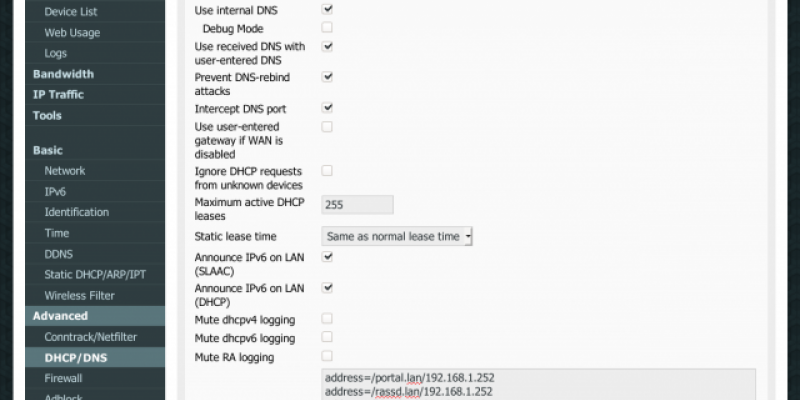 Device List
Web Usage
Logs
Bandwidth
IP Traffic
Tools
Basic
Network
IPv6
Identification
Time
DDNS
Static DHCP/ARP/IPT
Wireless Filter
Advanced
Conntrack/Netfilter
DHCP/DNS
Firewall
Adblock
Use internal DNS
Debug Mode
Use received DNS with
user-entered DNS
Prevent DNS-rebind
attacks
Intercept DNS port
Use user-entered
gateway if WAN is
disabled
Ignore DHCP requests
from unknown devices
Maximum active DHCP
leases
255
Static lease time
Same as normal lease time
Announce IPv6 on LAN
(SLAAC)
Announce IPv6 on LAN
(DHCP)
Mute dhcpv4 logging
Mute dhcpv6 logging
Mute RA logging
address=/portal.lan/192.168.1.252
address=/rassd.lan/192.168.1.252